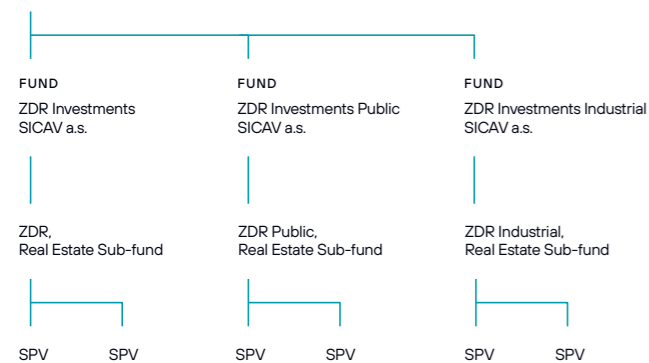 FUND
ZDR Investments
SICAV a.s.
FUND
ZDR Investments Public
SICAV a.s.
FUND
ZDR Investments Industrial
SICAV a.s.
ZDR,
Real Estate Sub-fund
ZDR Public,
Real Estate Sub-fund
ZDR Industrial,
Real Estate Sub-fund
SPV
SPV
SPV
SPV
SPV
SPV